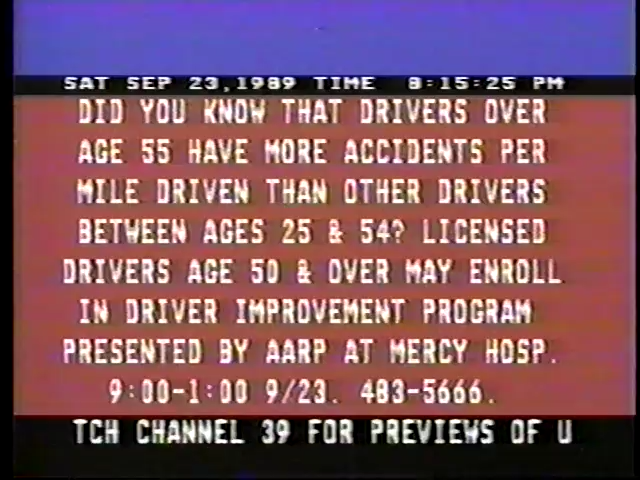 SAT SEP 23,1989 TIME 8:15:25 PM
DID YOU KNOW THAT DRIVERS OVER
AGE 55 HAVE MORE ACCIDENTS PER
MILE DRIVEN THAN OTHER DRIVERS
BETWEEN AGES 25 & 54? LICENSED
DRIVERS AGE 50 & OVER MAY ENROLL
IN DRIVER IMPROVEMENT PROGRAM
PRESENTED BY AARP AT MERCY HOSP.
9:00-1:00 9/23. 483-5666.
TCH CHANNEL 39 FOR PREVIEWS OF U